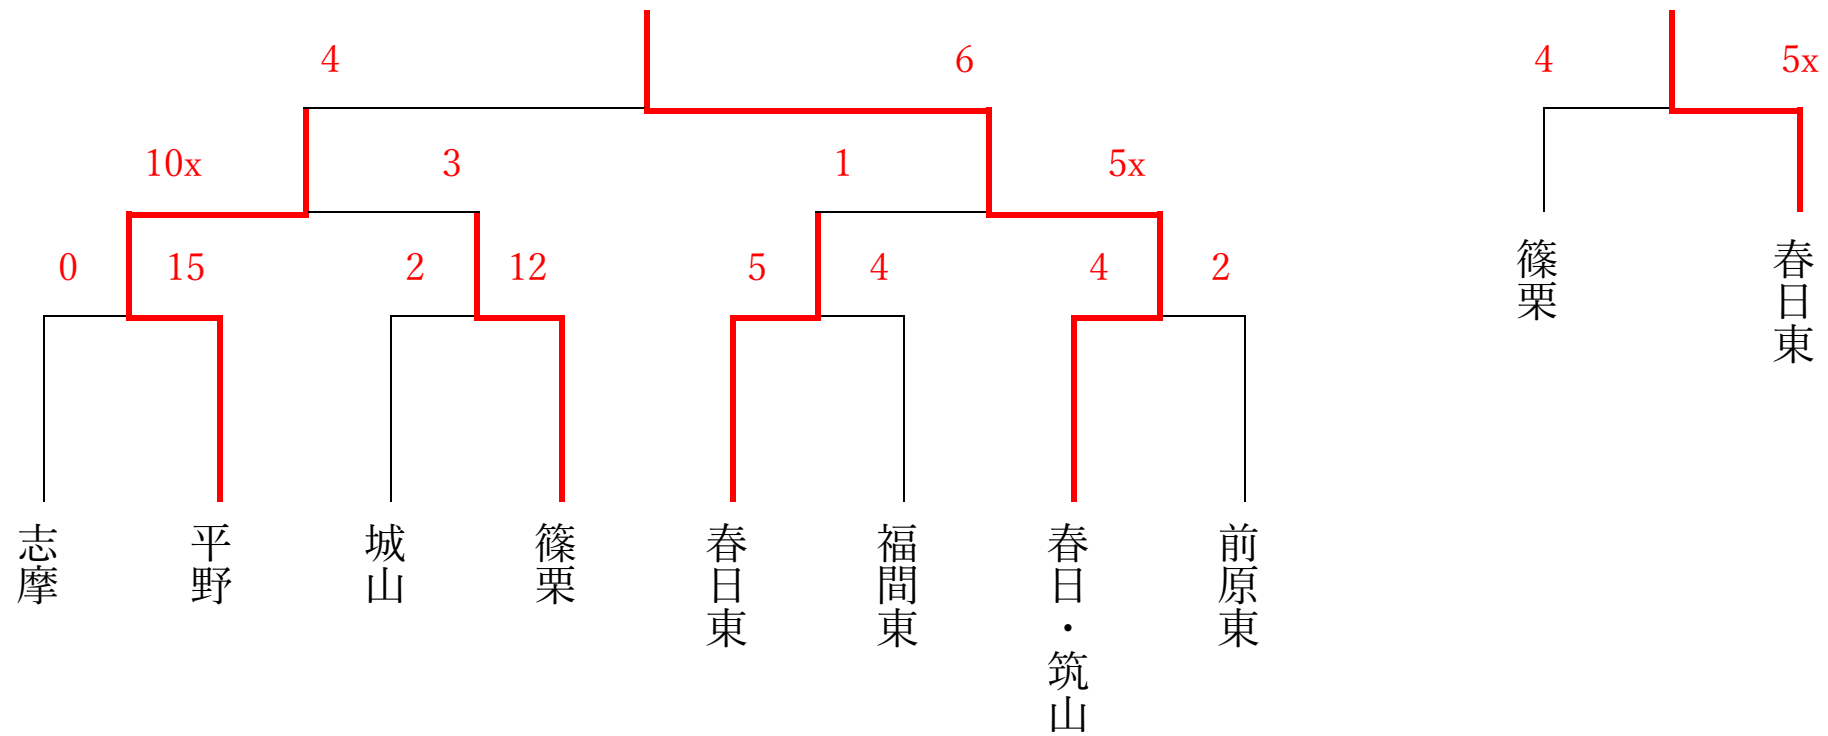 4 6 4 5x
10x 3 1 5x
0 15 2 12 5 4 4 2
篠栗
春日東
志摩
平野
城山
篠栗
春日東
福間東
春日・筑山
前原東